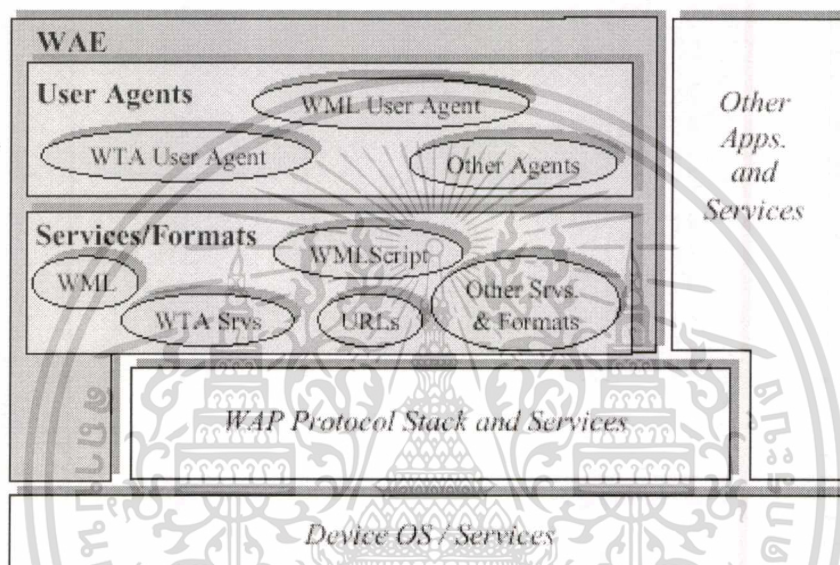 WAE
User Agents
WML User Agent
WTA User Agent
Other Agents
Services/Formats
WMLScript
WML
Other Srvs.
& Formats
WTA Srvs
URLs
Other
Apps.
and
Services
WAP Protocol Stack and Services
Device OS / Services